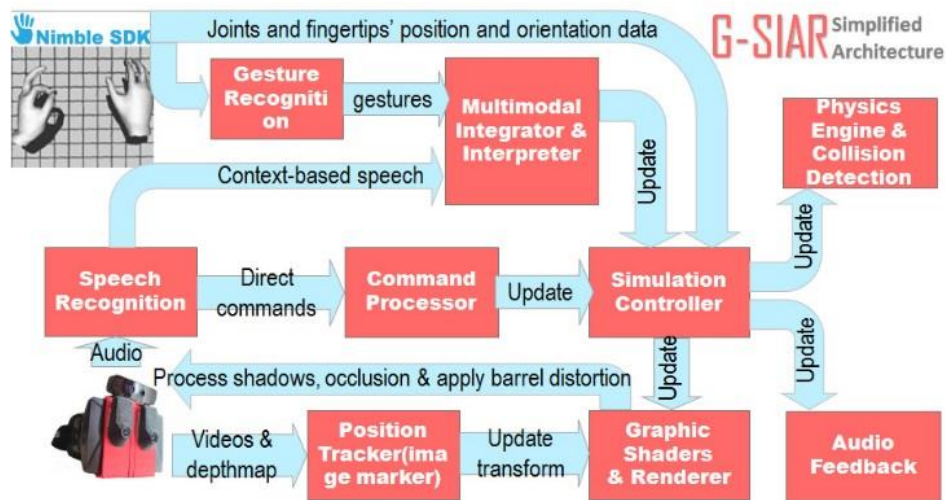 Nimble SDK
Joints and fingertips' position and orientation data
G-SIAR Simplified
Architecture
Gesture
Recogniti
on
gestures
Multimodal
Integrator &
Interpreter
Update
Physics
Engine &
Collision
Detection
Context-based speech
Update
Speech
Recognition
Direct
commands
Command
Processor
Update
Simulation
Controller
Audio
Process shadows, occlusion & apply barrel distortion
Update
Update
Videos &
depthmap
Position
Tracker(ima
ge marker)
Update
transform
Graphic
Shaders
& Renderer
Audio
Feedback